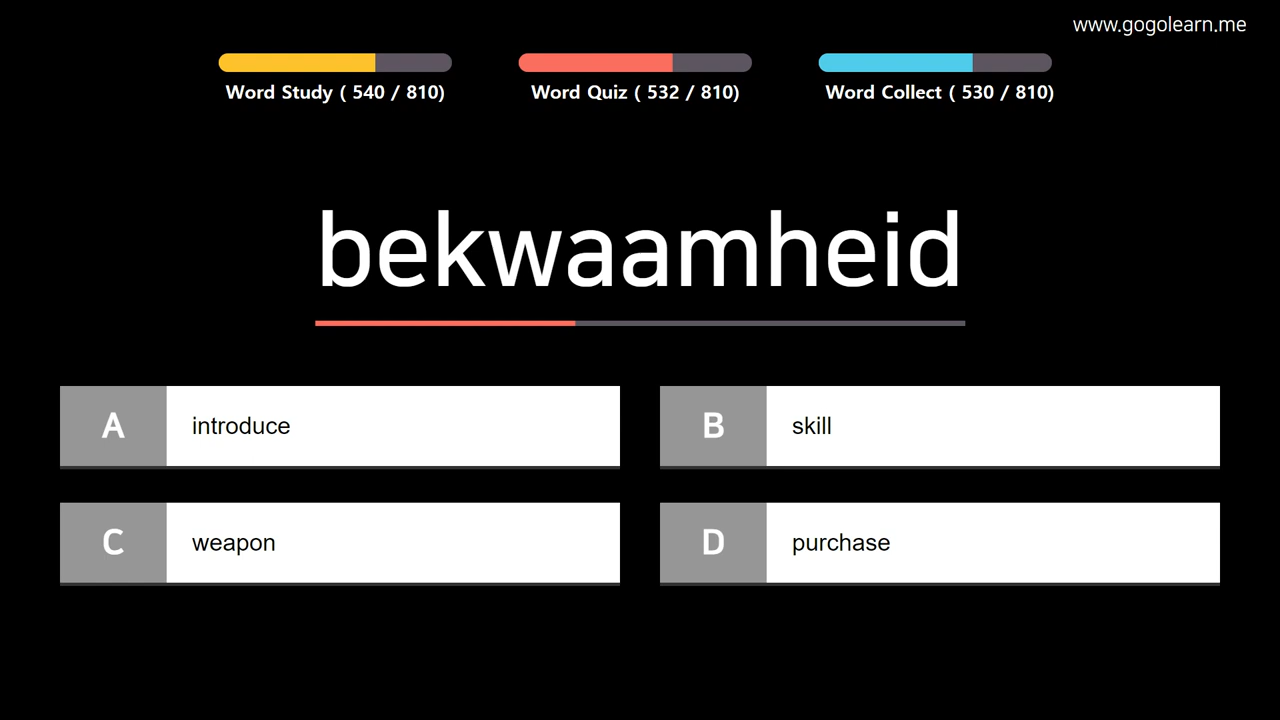 www.gogolearn.me
Word Study ( 540 / 810)
Word Quiz ( 532 / 810)
Word Collect ( 530 / 810)
bekwaamheid
A introduce
B skill
C weapon
D purchase